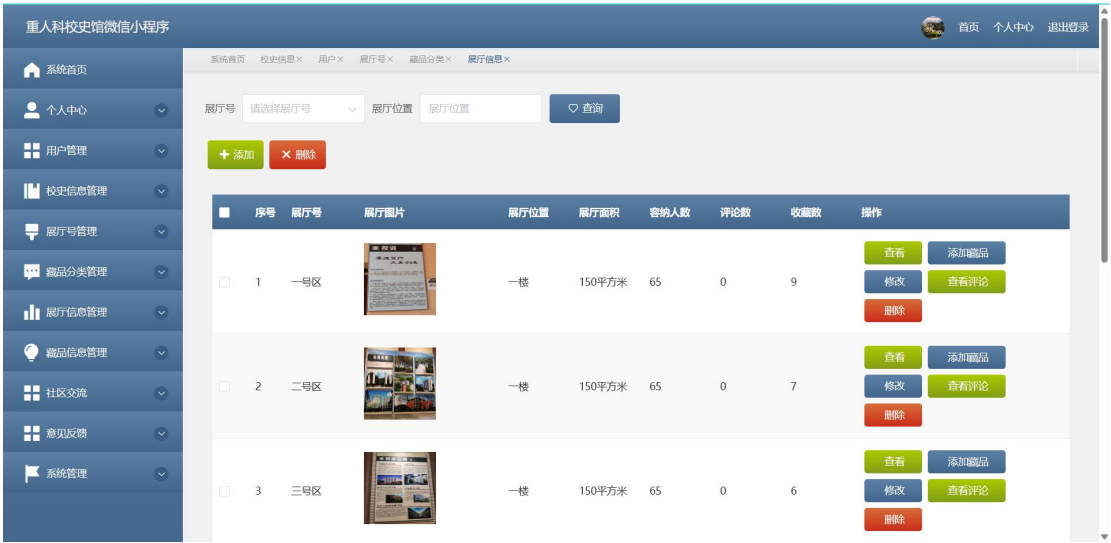 重人科校史馆微信小程序
首页 个人中心 退出登录
系统首页
个人中心
用户管理
校史信息管理
展厅号管理
藏品分类管理
展厅信息管理
藏品信息管理
社区交流
意见反馈
系统管理
系统首页 校史信息× 用户× 展厅号× 藏品分类× 展厅信息×
展厅号 请选择展厅号 展厅位置 展厅位置 查询
添加 删除
序号 展厅号 展厅图片 展厅位置 展厅面积 容纳人数 评论数 收藏数 操作
1 一号区 一楼 150平方米 65 0 9
查看 添加藏品
修改 查看评论
删除
2 二号区 一楼 150平方米 65 0 7
查看 添加藏品
修改 查看评论
删除
3 三号区 一楼 150平方米 65 0 6
查看 添加藏品
修改 查看评论
删除